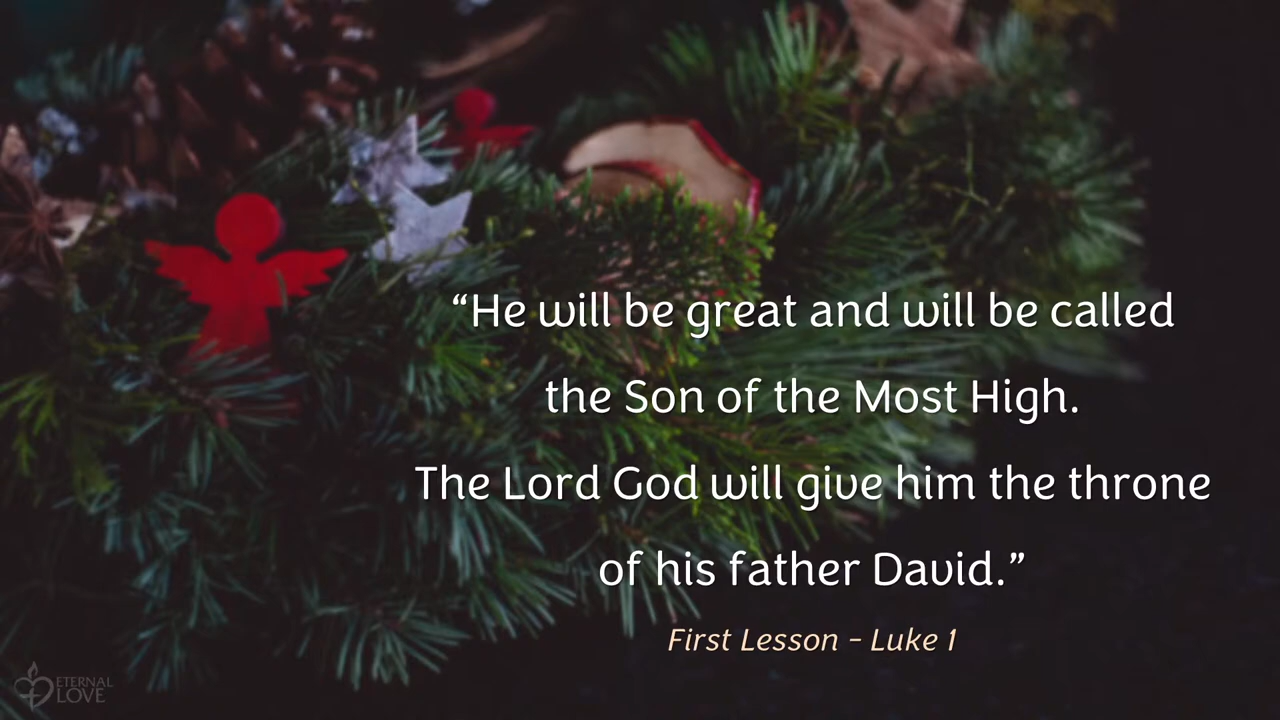 “He will be great and will be called
the Son of the Most High.
The Lord God will give him the throne
of his father David.”
First Lesson – Luke 1
ETERNAL
LOVE